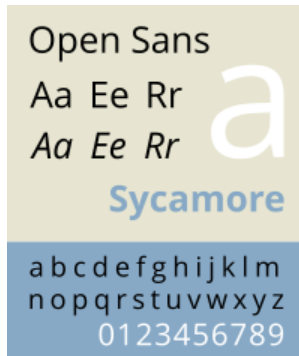 Open Sans
Aa Ee Rr
Aa Ee Rr
a
Sycamore
abcdefghijklm
nopqrstuvwxyz
0123456789